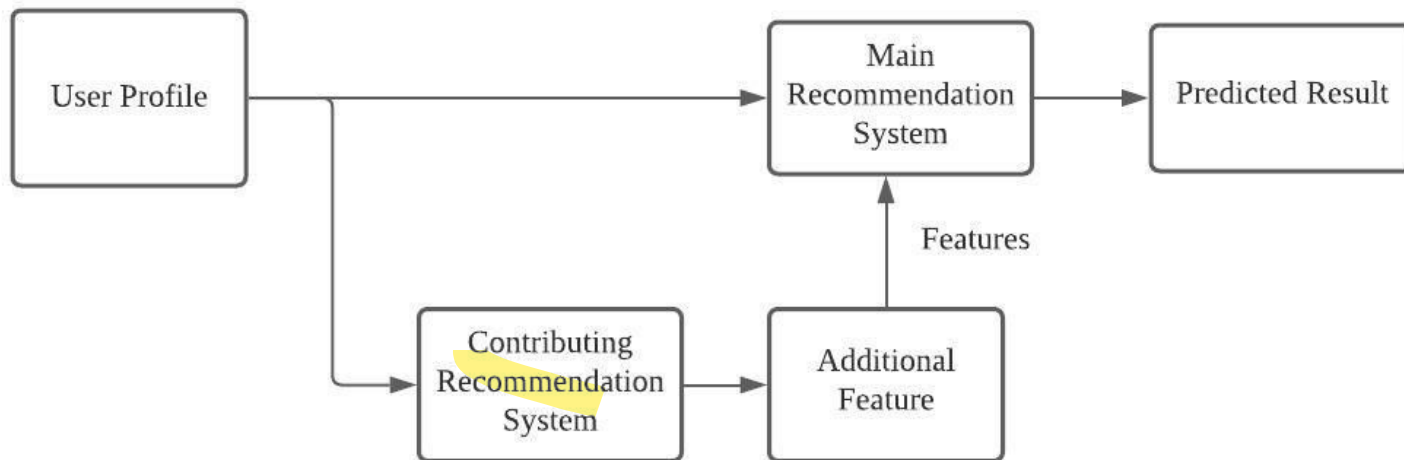 User Profile
Main
Recommendation
System
Predicted Result
Features
Contributing
Recommendation
System
Additional
Feature